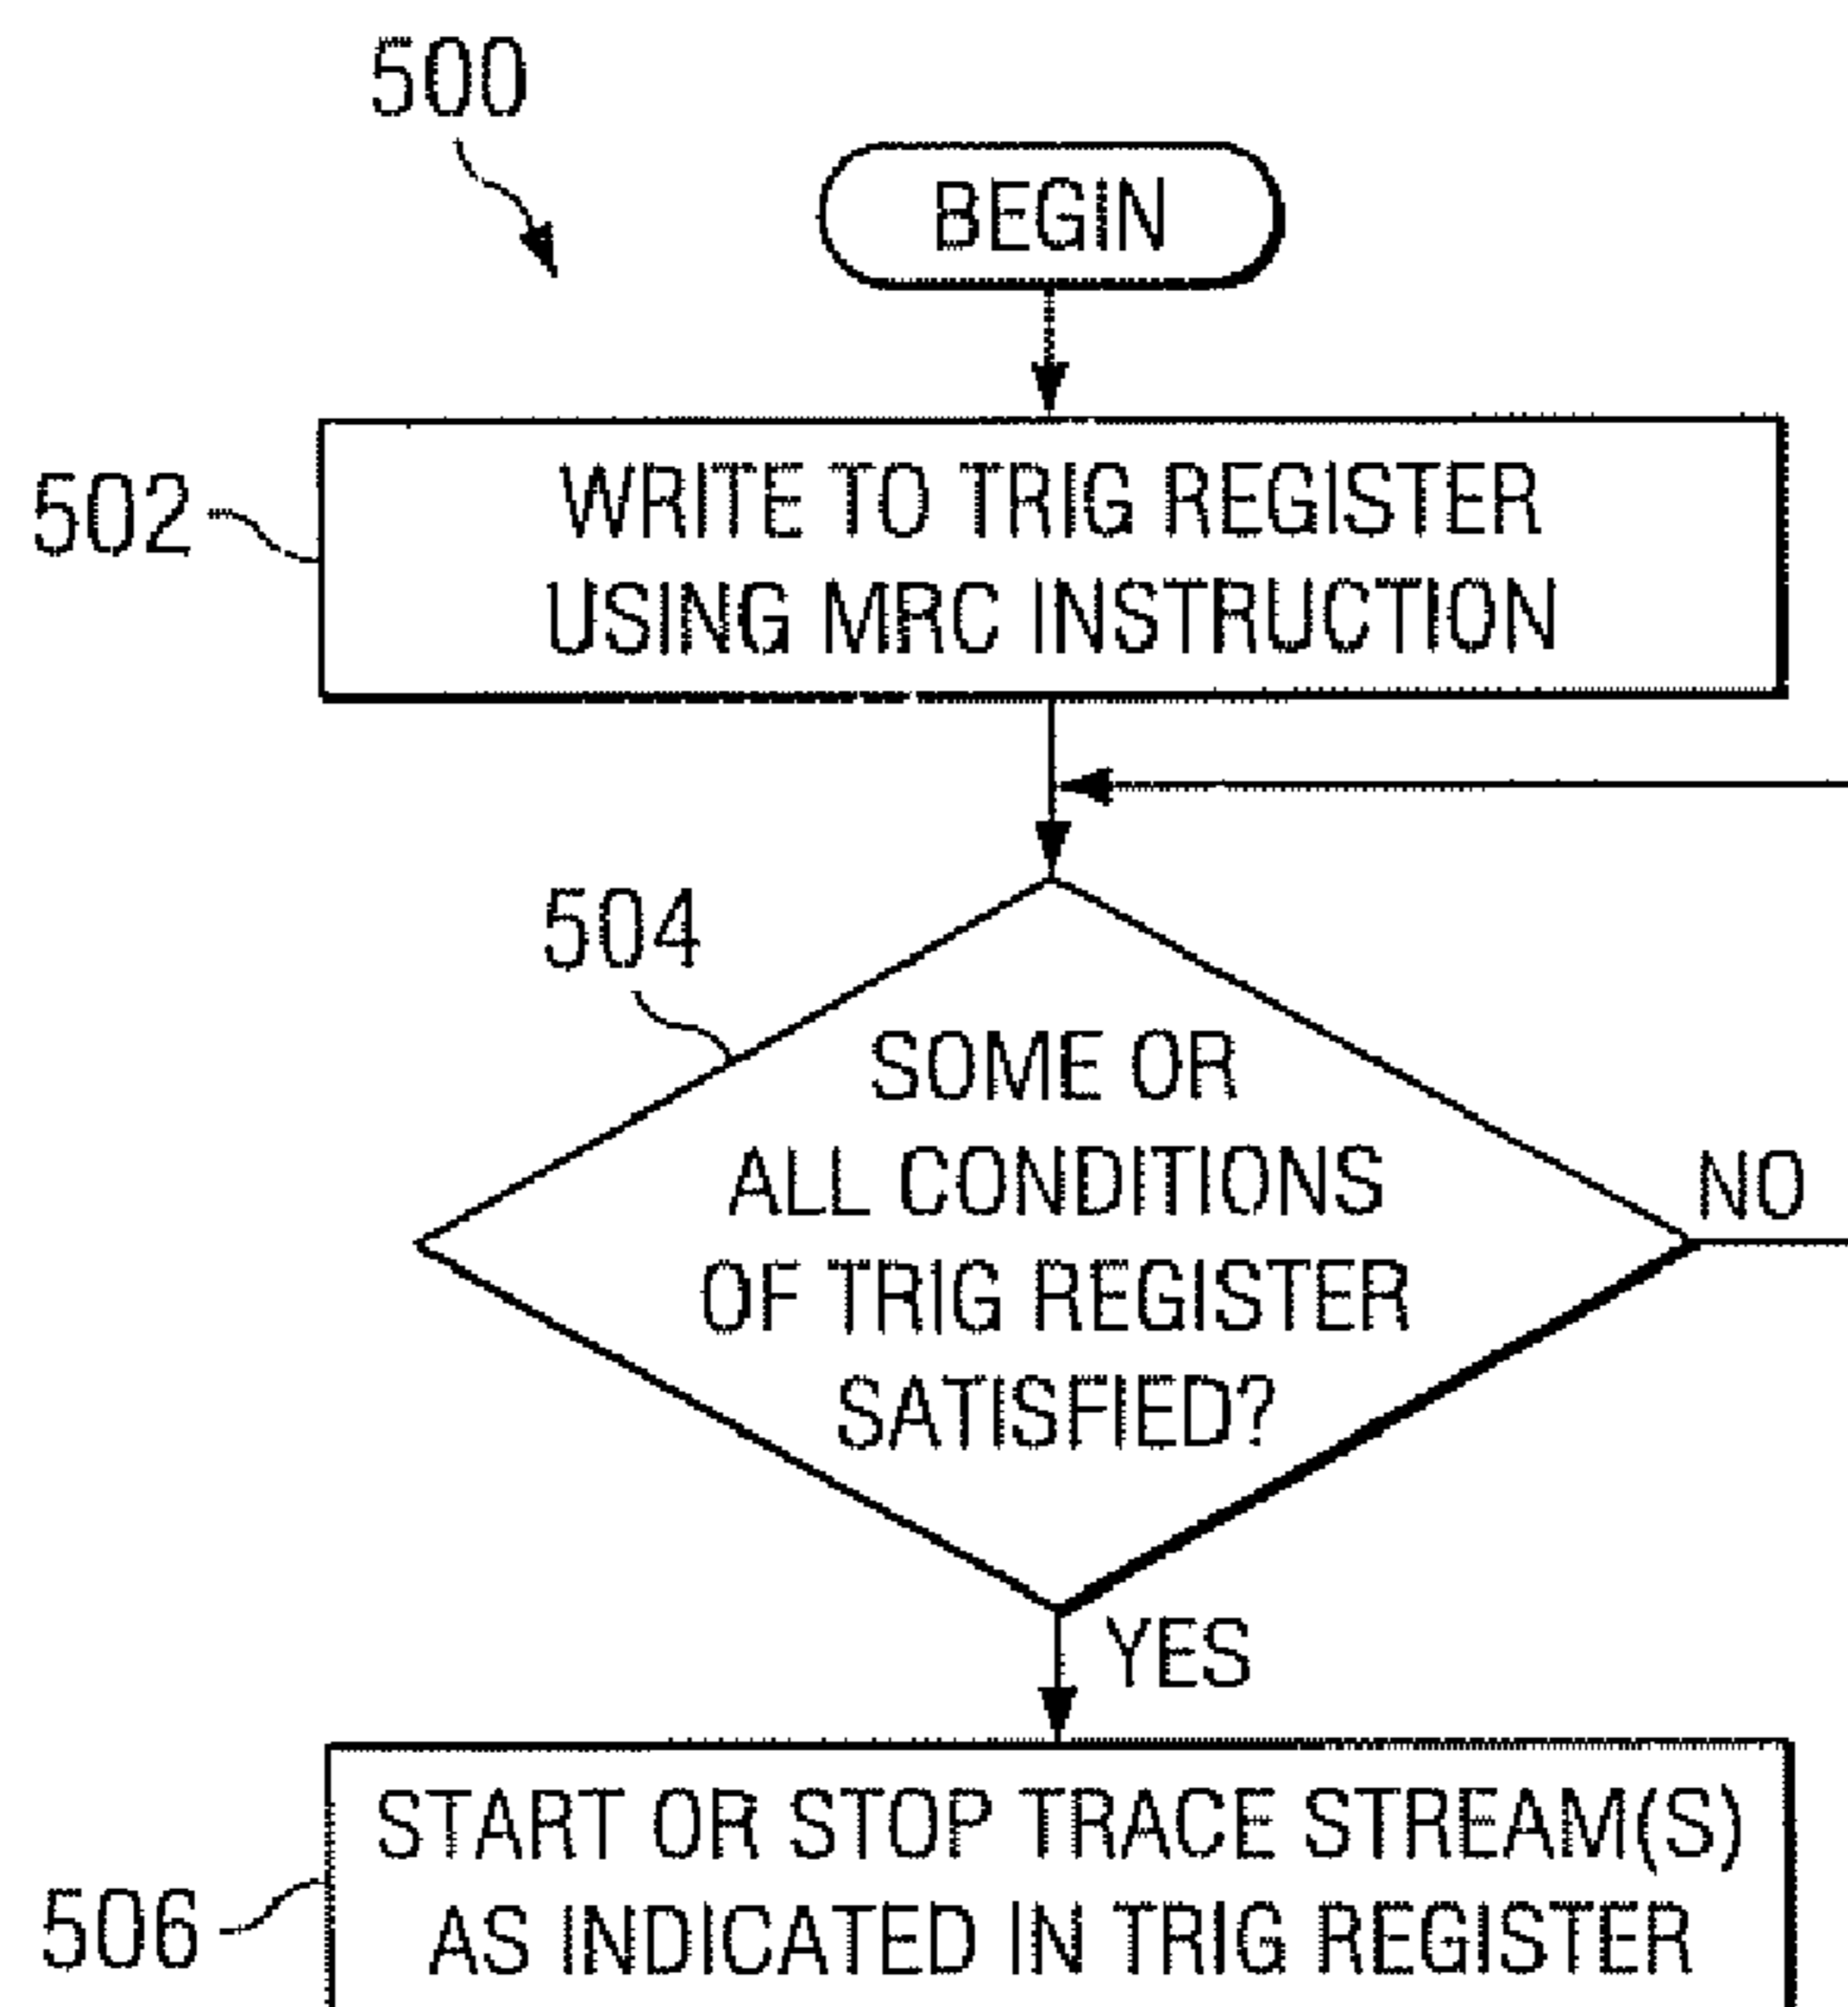 500
BEGIN
502
WRITE TO TRIG REGISTER
USING MRC INSTRUCTION
504
SOME OR
ALL CONDITIONS
OF TRIG REGISTER
SATISFIED?
NO
YES
506
START OR STOP TRACE STREAM(S)
AS INDICATED IN TRIG REGISTER